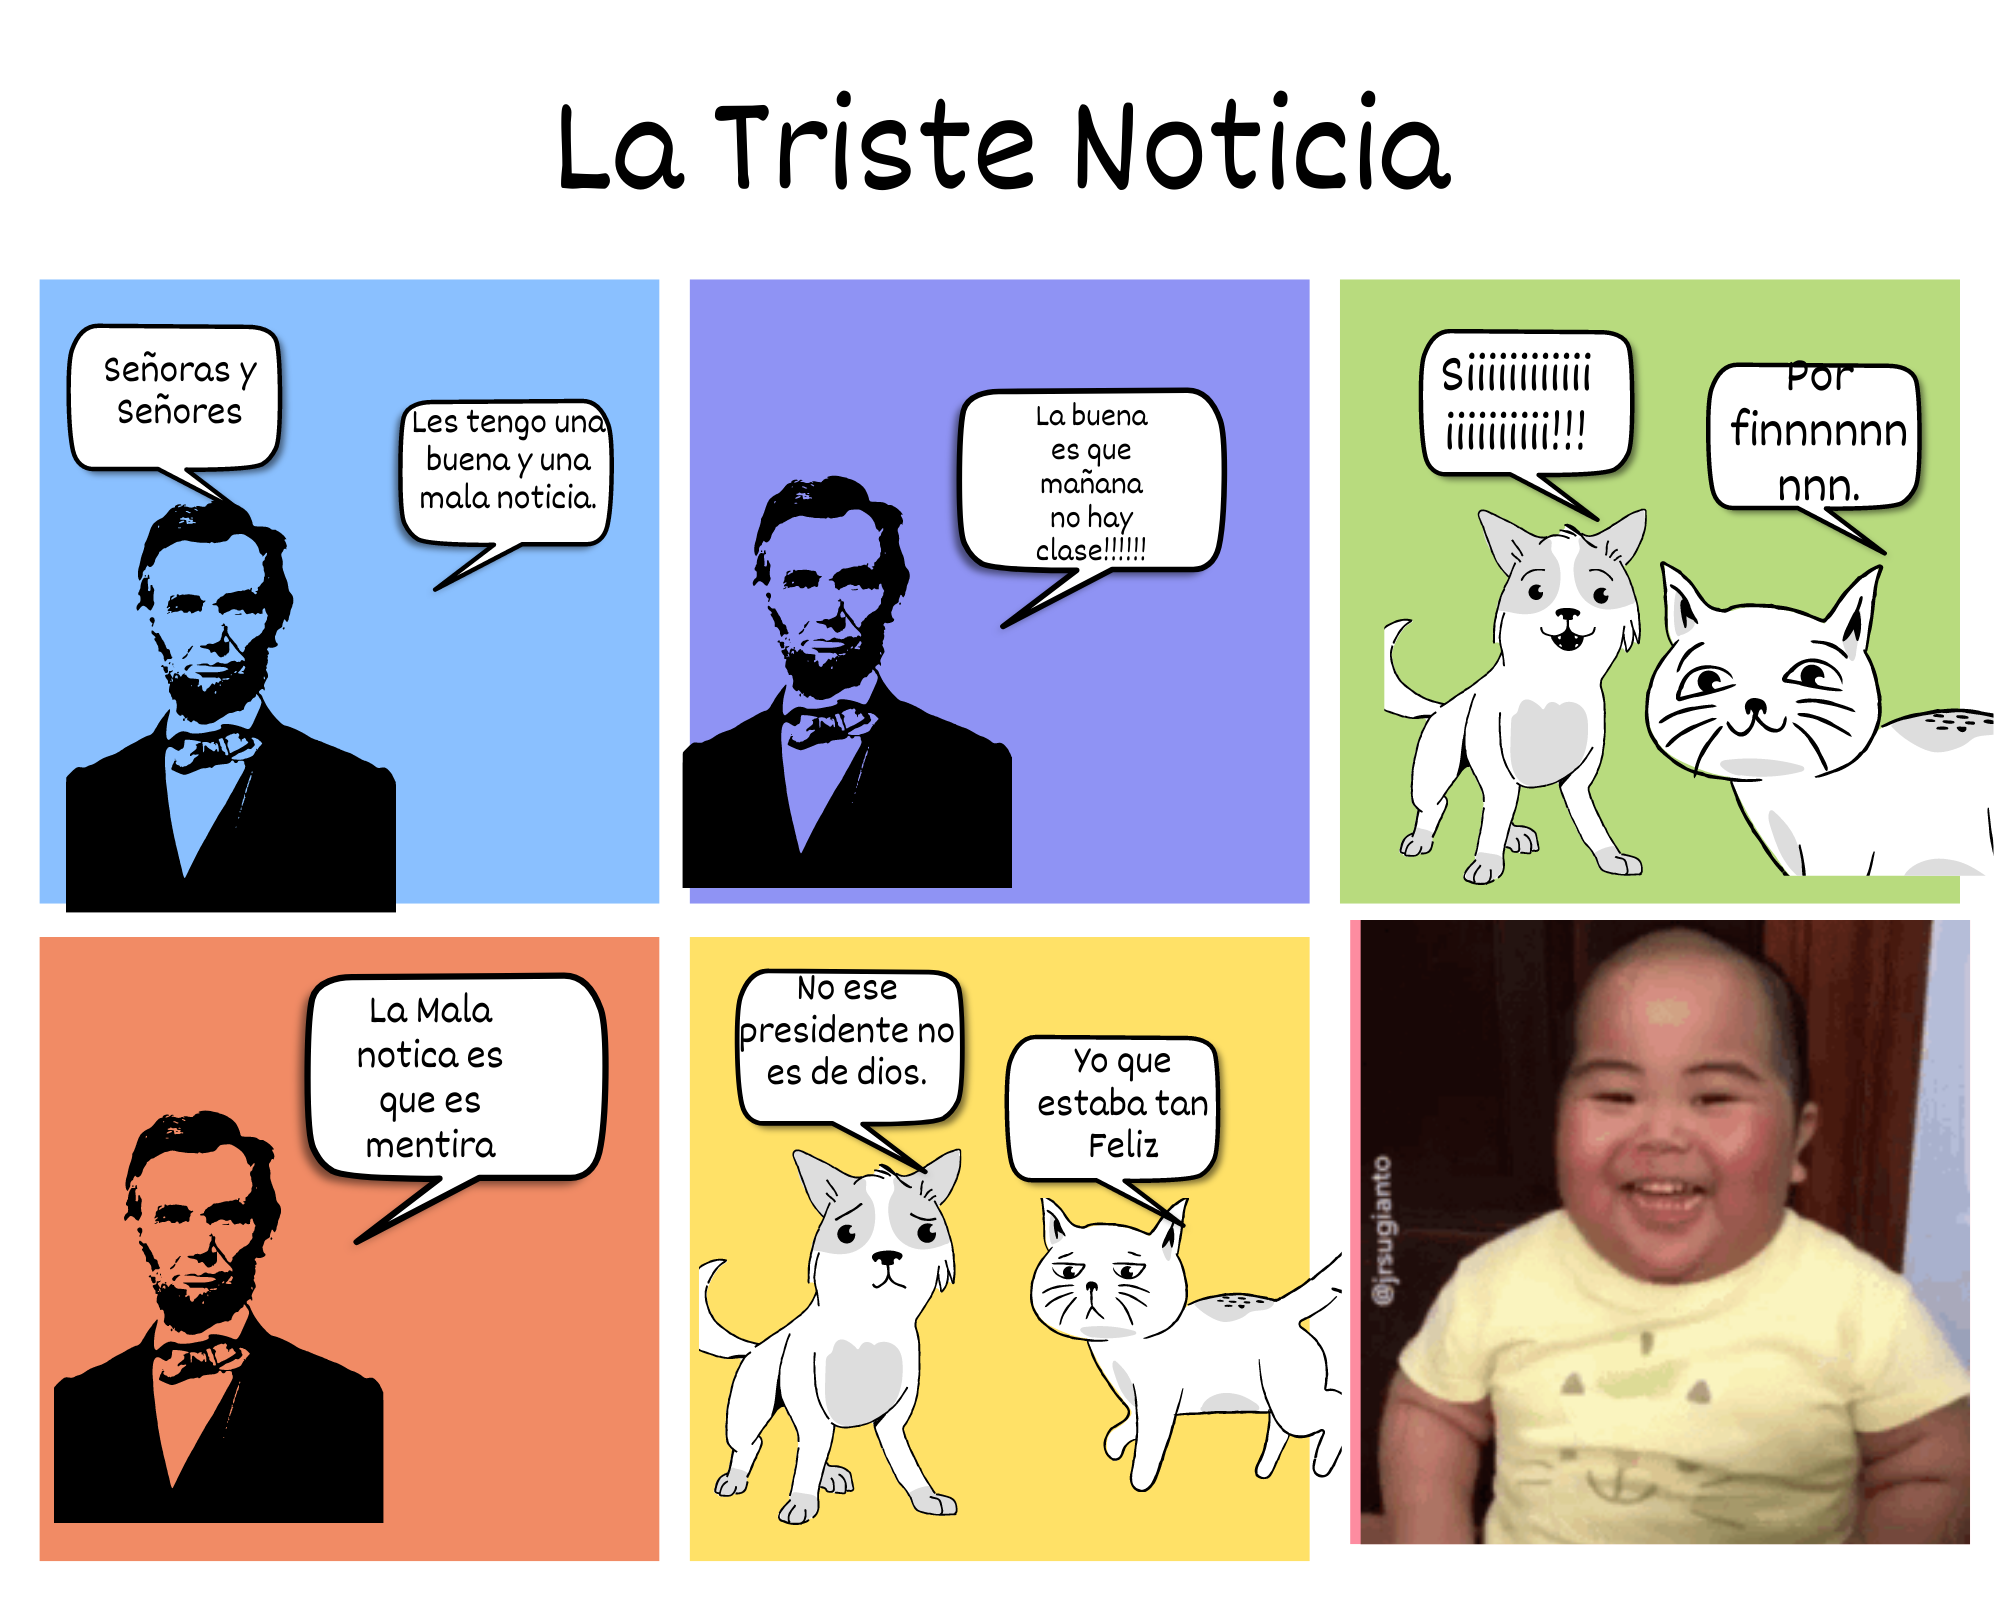 La Triste Noticia
Señoras y
Señores
Les tengo una
buena y una
mala noticia.
La buena
es que
mañana
no hay
clase!!!!!!
Siiiiiiiiiiii
iiiiiiiiii!!!
Por
finnnnnn
nnn.
La Mala
notica es
que es
mentira
No ese
presidente no
es de dios.
Yo que
estaba tan
Feliz
@jrsugianto